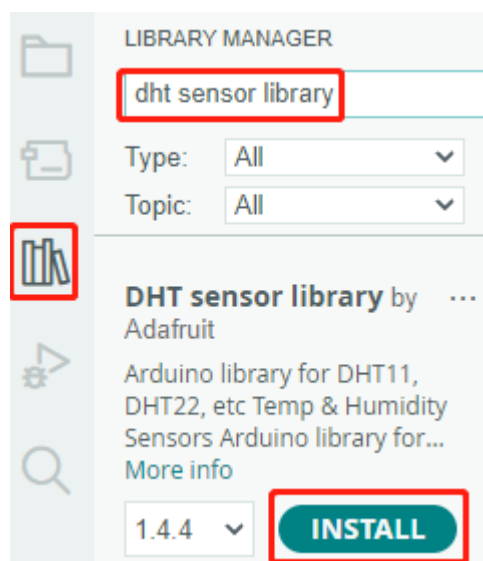 LIBRARY MANAGER
dht sensor library
Type: All
Topic: All
DHT sensor library by ...
Adafruit
Arduino library for DHT11,
DHT22, etc Temp & Humidity
Sensors Arduino library for...
More info
1.4.4 INSTALL